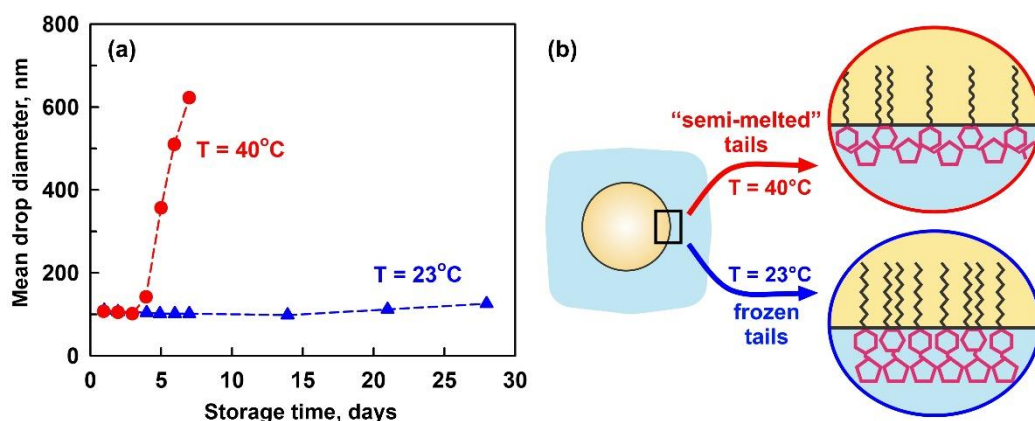 (a)
800
600
400
200
0
Mean drop diameter, nm
T = 40°C
T = 23°C
0
5
10
15
20
25
30
Storage time, days
(b)
“semi-melted”
tails
T = 40°C
T = 23°C
frozen
tails